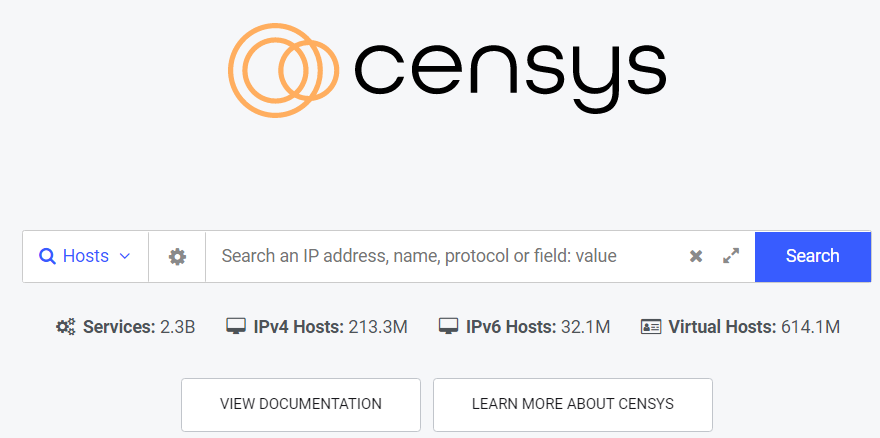 censys
Hosts Search an IP address, name, protocol or field: value Search
Services: 2.3B IPv4 Hosts: 213.3M IPv6 Hosts: 32.1M Virtual Hosts: 614.1M
VIEW DOCUMENTATION LEARN MORE ABOUT CENSYS